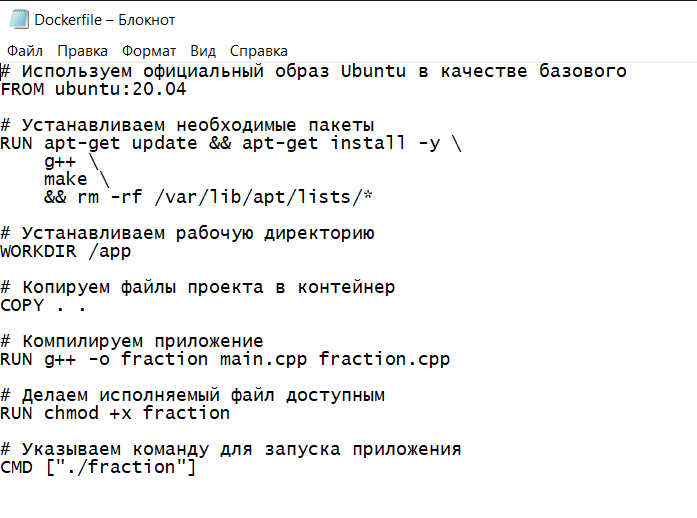 Dockerfile – Блокнот
Файл Правка Формат Вид Справка
# Используем официальный образ Ubuntu в качестве базового
FROM ubuntu:20.04
# Устанавливаем необходимые пакеты
RUN apt-get update && apt-get install -y \
    g++ \
    make \
    && rm -rf /var/lib/apt/lists/*
# Устанавливаем рабочую директорию
WORKDIR /app
# Копируем файлы проекта в контейнер
COPY . .
# Компилируем приложение
RUN g++ -o fraction main.cpp fraction.cpp
# Делаем исполняемый файл доступным
RUN chmod +x fraction
# Указываем команду для запуска приложения
CMD ["./fraction"]